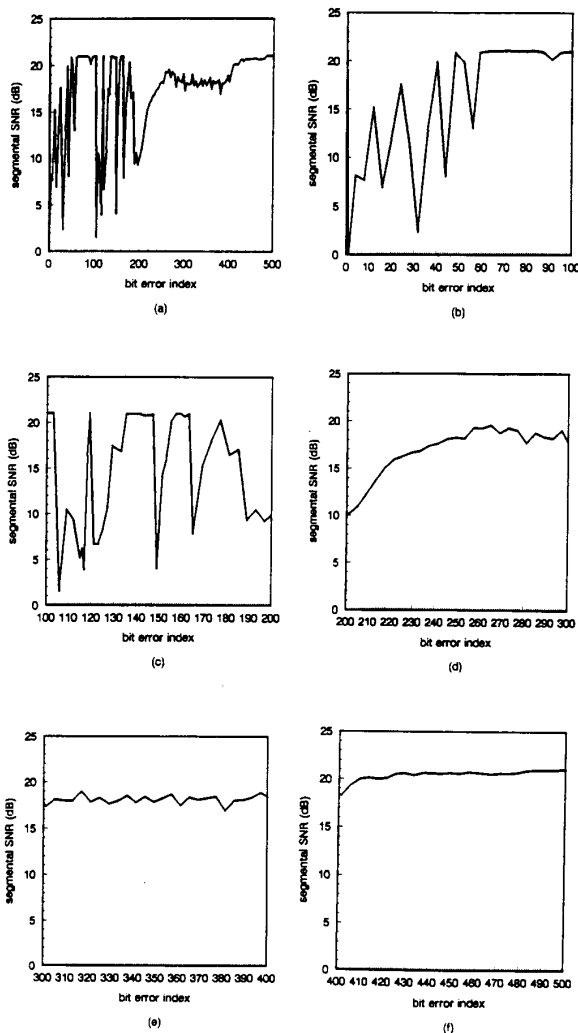 25
20
15
10
5
0
segmental SNR (dB)
0 100 200 300 400 500
bit error index
(a)
25
20
15
10
5
0
segmental SNR (dB)
0 10 20 30 40 50 60 70 80 90 100
bit error index
(b)
25
20
15
10
5
0
segmental SNR (dB)
100 110 120 130 140 150 160 170 180 190 200
bit error index
(c)
25
20
15
10
5
0
segmental SNR (dB)
200 210 220 230 240 250 260 270 280 290 300
bit error index
(d)
25
20
15
10
5
0
segmental SNR (dB)
300 310 320 330 340 350 360 370 380 390 400
bit error index
(e)
25
20
15
10
5
0
segmental SNR (dB)
400 410 420 430 440 450 460 470 480 490 500
bit error index
(f)